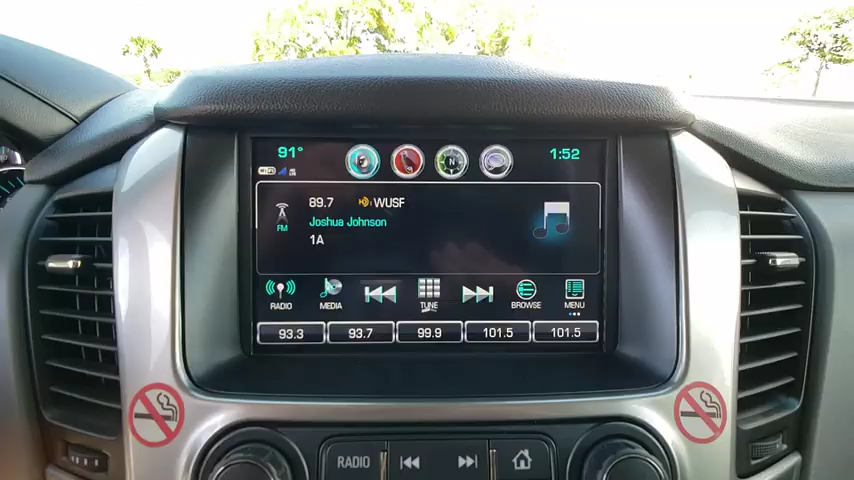 91° 1:52
WiFi
89.7 WUSF
FM
Joshua Johnson
1A
N
RADIO MEDIA TUNE BROWSE MENU
93.3 93.7 99.9 101.5 101.5
RADIO